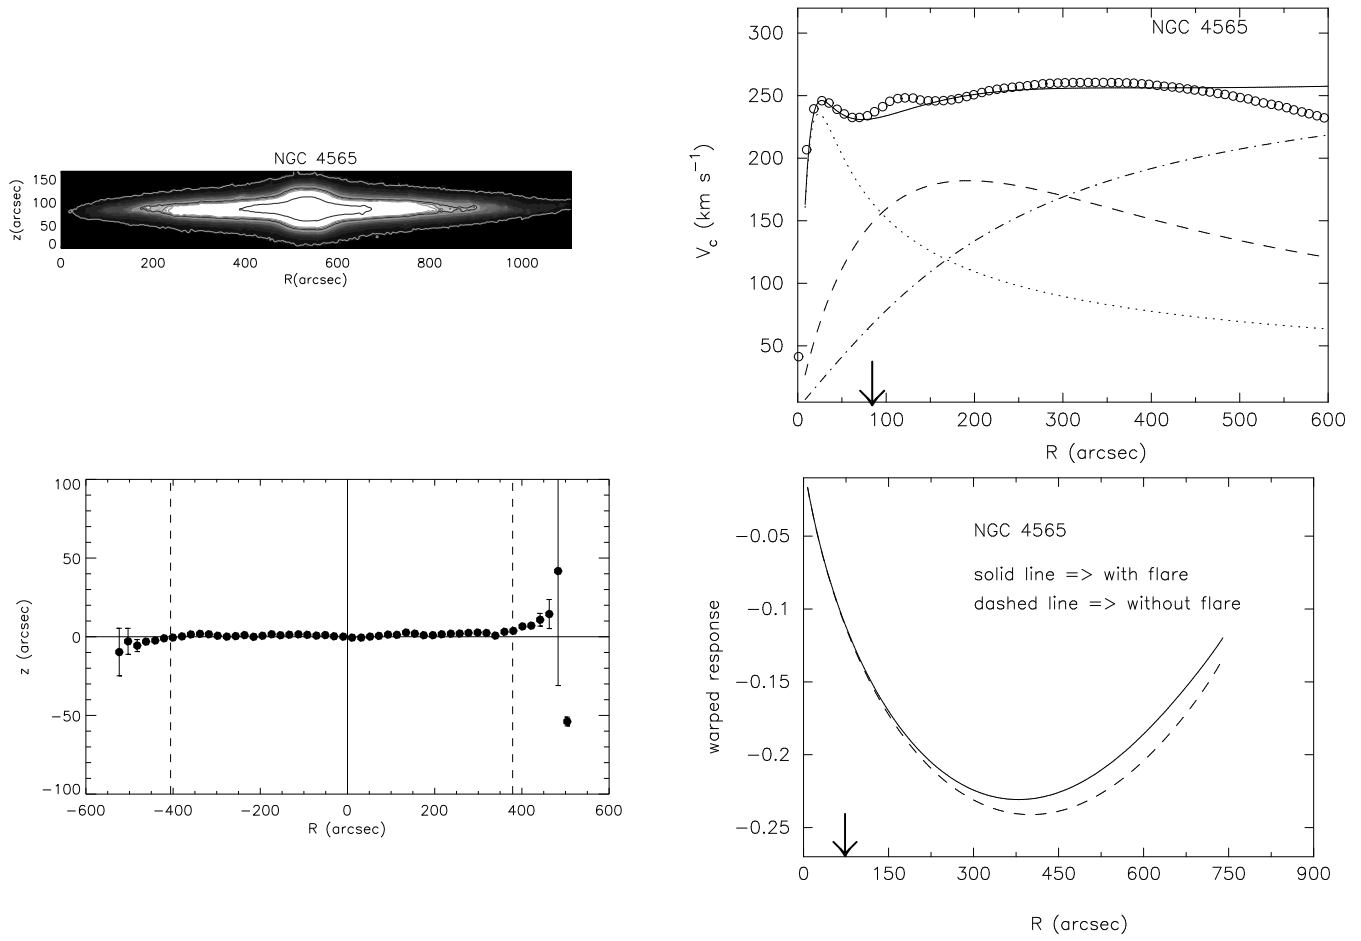 NGC 4565
150
100
50
0
z(arcsec)
0 200 400 600 800 1000
R(arcsec)
NGC 4565
300
250
200
150
100
50
V_c (km s^−1)
0 100 200 300 400 500 600
R (arcsec)
100
50
0
−50
−100
z (arcsec)
−600 −400 −200 0 200 400 600
R (arcsec)
NGC 4565
solid line => with flare
dashed line => without flare
−0.05
−0.1
−0.15
−0.2
−0.25
warped response
0 150 300 450 600 750 900
R (arcsec)